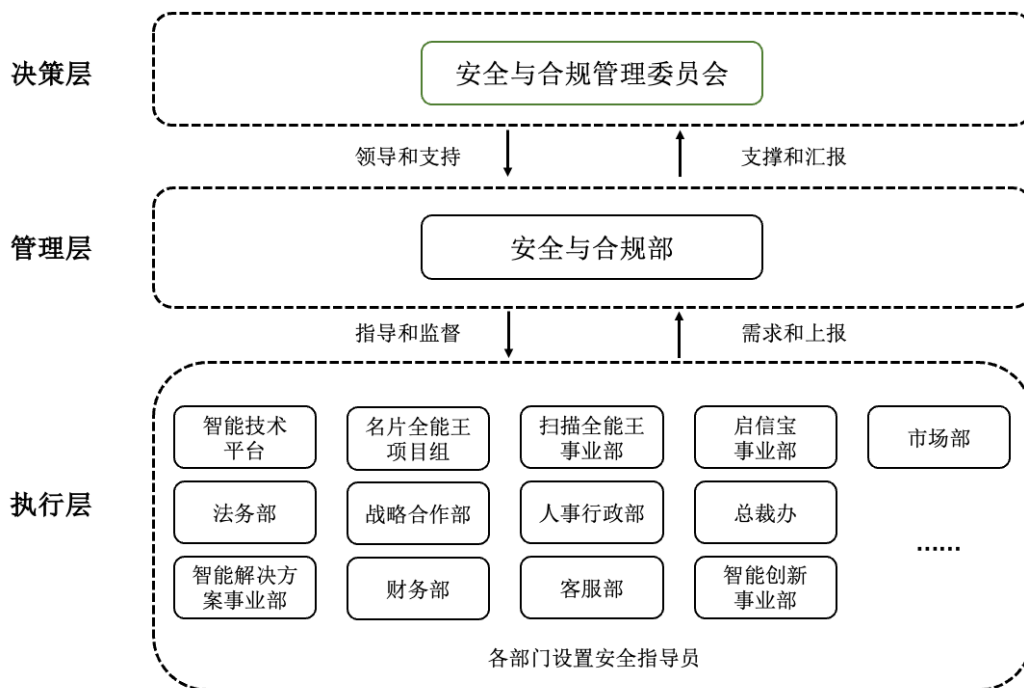 决策层
安全与合规管理委员会
领导和支持
支撑和汇报
管理层
安全与合规部
指导和监督
需求和上报
执行层
智能技术
平台
名片全能王
项目组
扫描全能王
事业部
启信宝
事业部
市场部
法务部
战略合作部
人事行政部
总裁办
……
智能解决方
案事业部
财务部
客服部
智能创新
事业部
各部门设置安全指导员